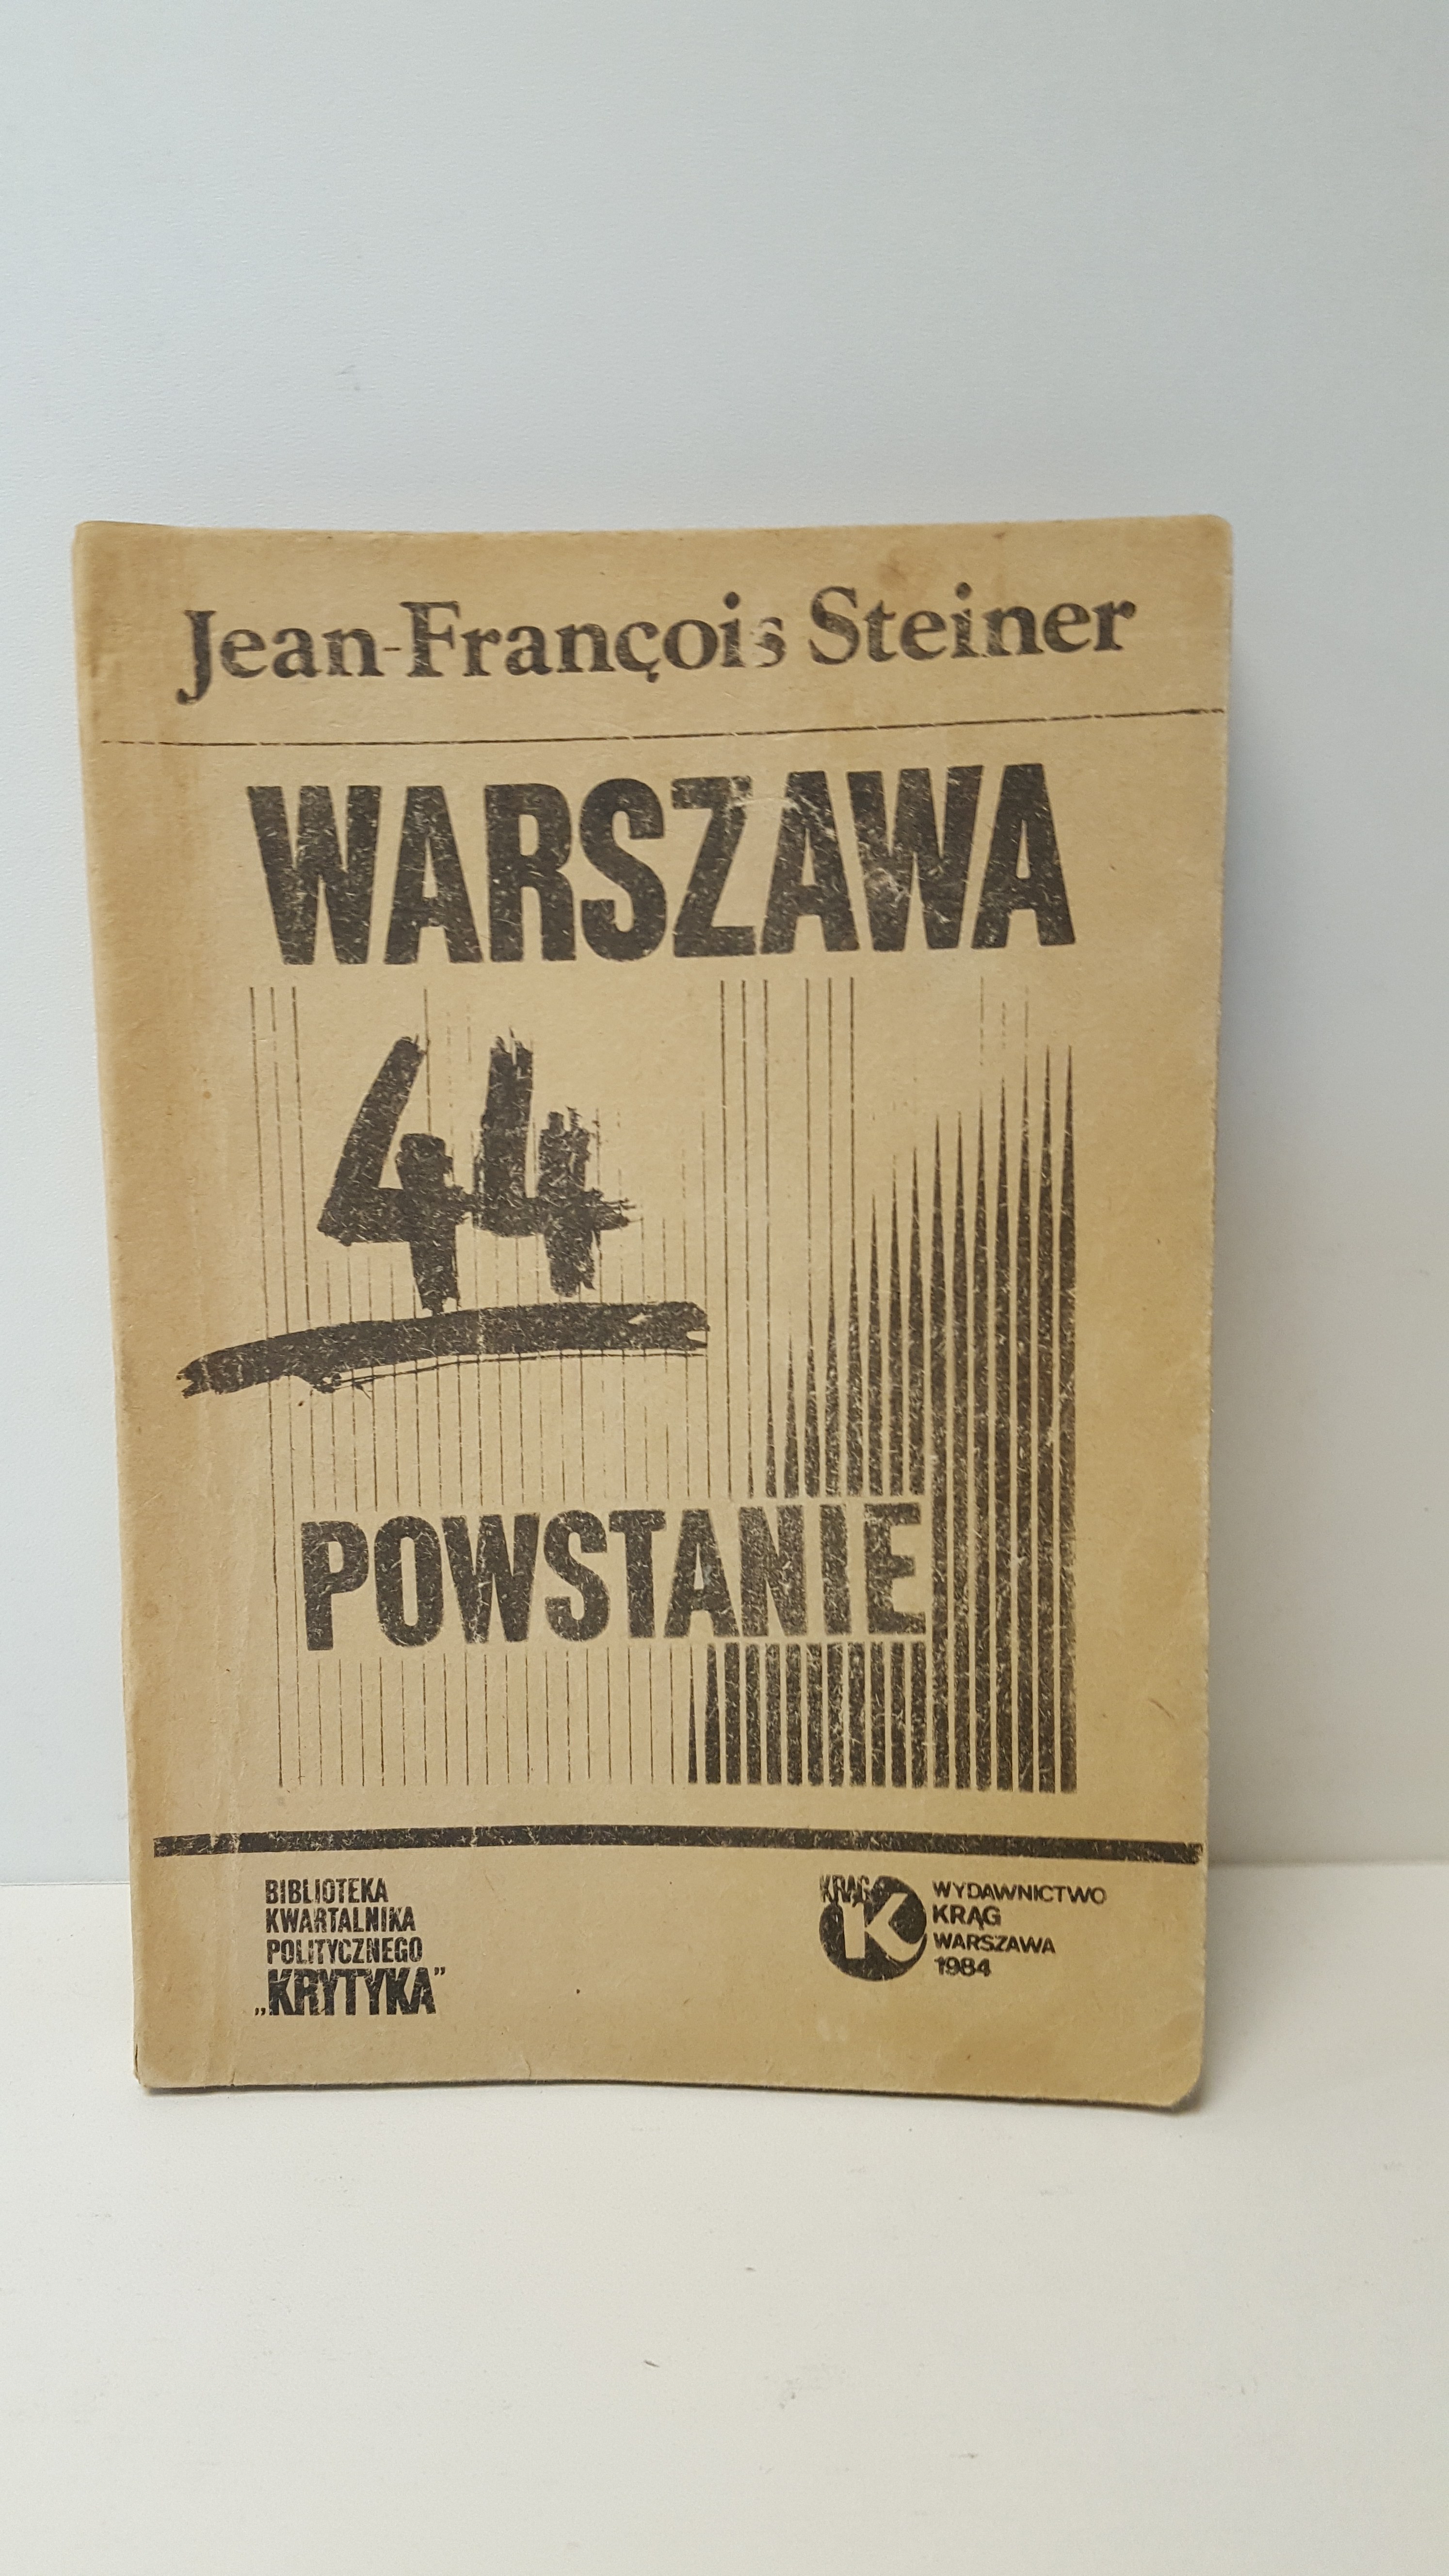 Jean-François Steiner
WARSZAWA
44
POWSTANIE
BIBLIOTEKA
KWARTALNIKA
POLITYCZNEGO
„KRYTYKA”
KRĄG
K
WYDAWNICTWO
KRĄG
WARSZAWA
1984